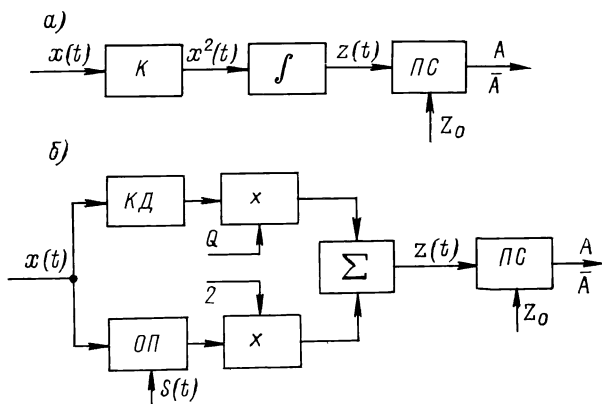 а)
x(t) К x²(t) ∫ z(t) ПС A
Ā
Z₀
б)
КД x
Q
x(t) Σ z(t) ПС A
Ā
2
Z₀
ОП x
S(t)